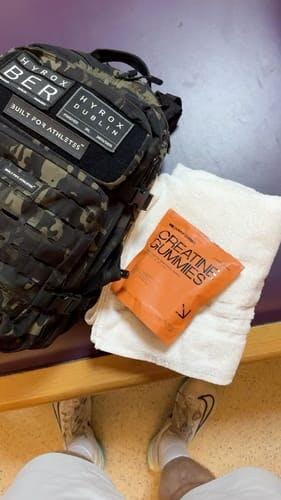 HYROX
BER
HYROX
DUBLIN
BUILT FOR ATHLETES
CREATINE
GUMMIES